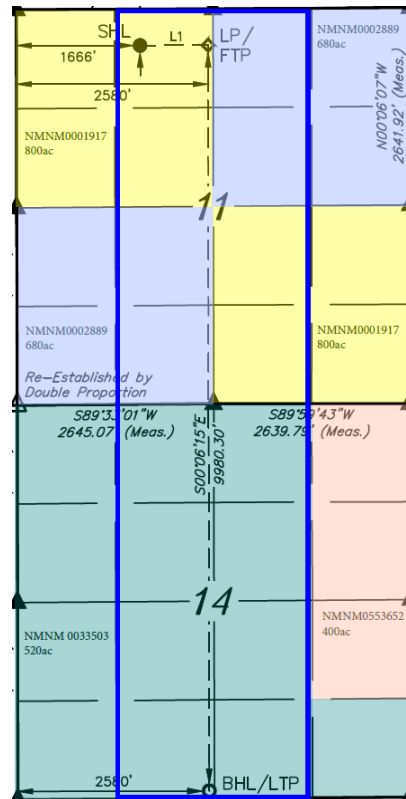 SHL
L1
LP/
FTP
1666'
2580'
NMNM0002889
680ac
N00°06'07"W
2641.92' (Meas.)
NMNM0001917
800ac
11
NMNM0002889
680ac
NMNM0001917
800ac
Re-Established by
Double Proportion
S89°33'01"W
2645.07' (Meas.)
S89°59'43"W
2639.79' (Meas.)
S00°06'15"E
9980.30'
14
NMNM 0033503
520ac
NMNM0553652
400ac
2580'
BHL/LTP